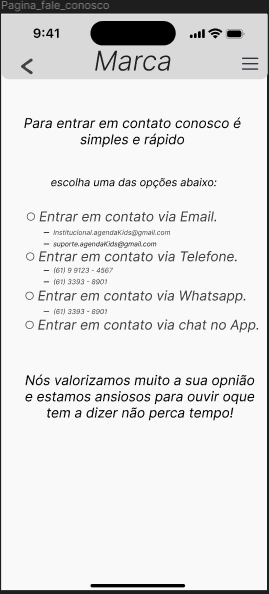 Pagina_fale_conosco
9:41
Marca
Para entrar em contato conosco é
simples e rápido
escolha uma das opções abaixo:
Entrar em contato via Email.
Institucional.agendaKids@gmail.com
suporte.agendaKids@gmail.com
Entrar em contato via Telefone.
(61) 9 9123 - 4567
(61) 3393 - 8901
Entrar em contato via Whatsapp.
(61) 3393 - 8901
Entrar em contato via chat no App.
Nós valorizamos muito a sua opnião
e estamos ansiosos para ouvir oque
tem a dizer não perca tempo!